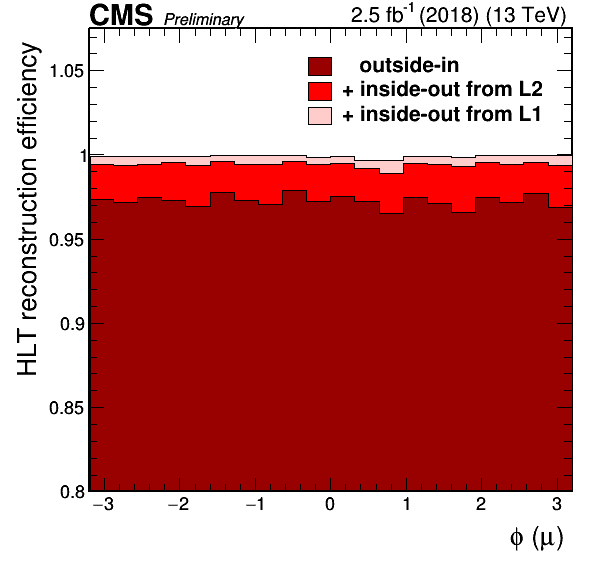 CMS Preliminary 2.5 fb⁻¹ (2018) (13 TeV)
HLT reconstruction efficiency
1.05
1
0.95
0.9
0.85
0.8
outside-in
+ inside-out from L2
+ inside-out from L1
−3 −2 −1 0 1 2 3
ϕ (μ)